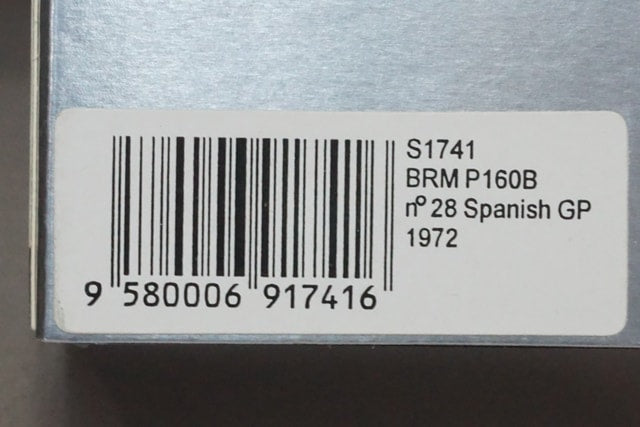 S1741
BRM P160B
nº 28 Spanish GP
1972
9 580006 917416